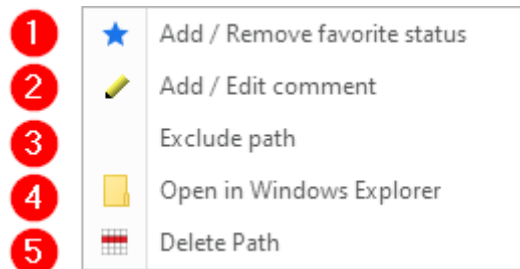 1 Add / Remove favorite status
2 Add / Edit comment
3 Exclude path
4 Open in Windows Explorer
5 Delete Path